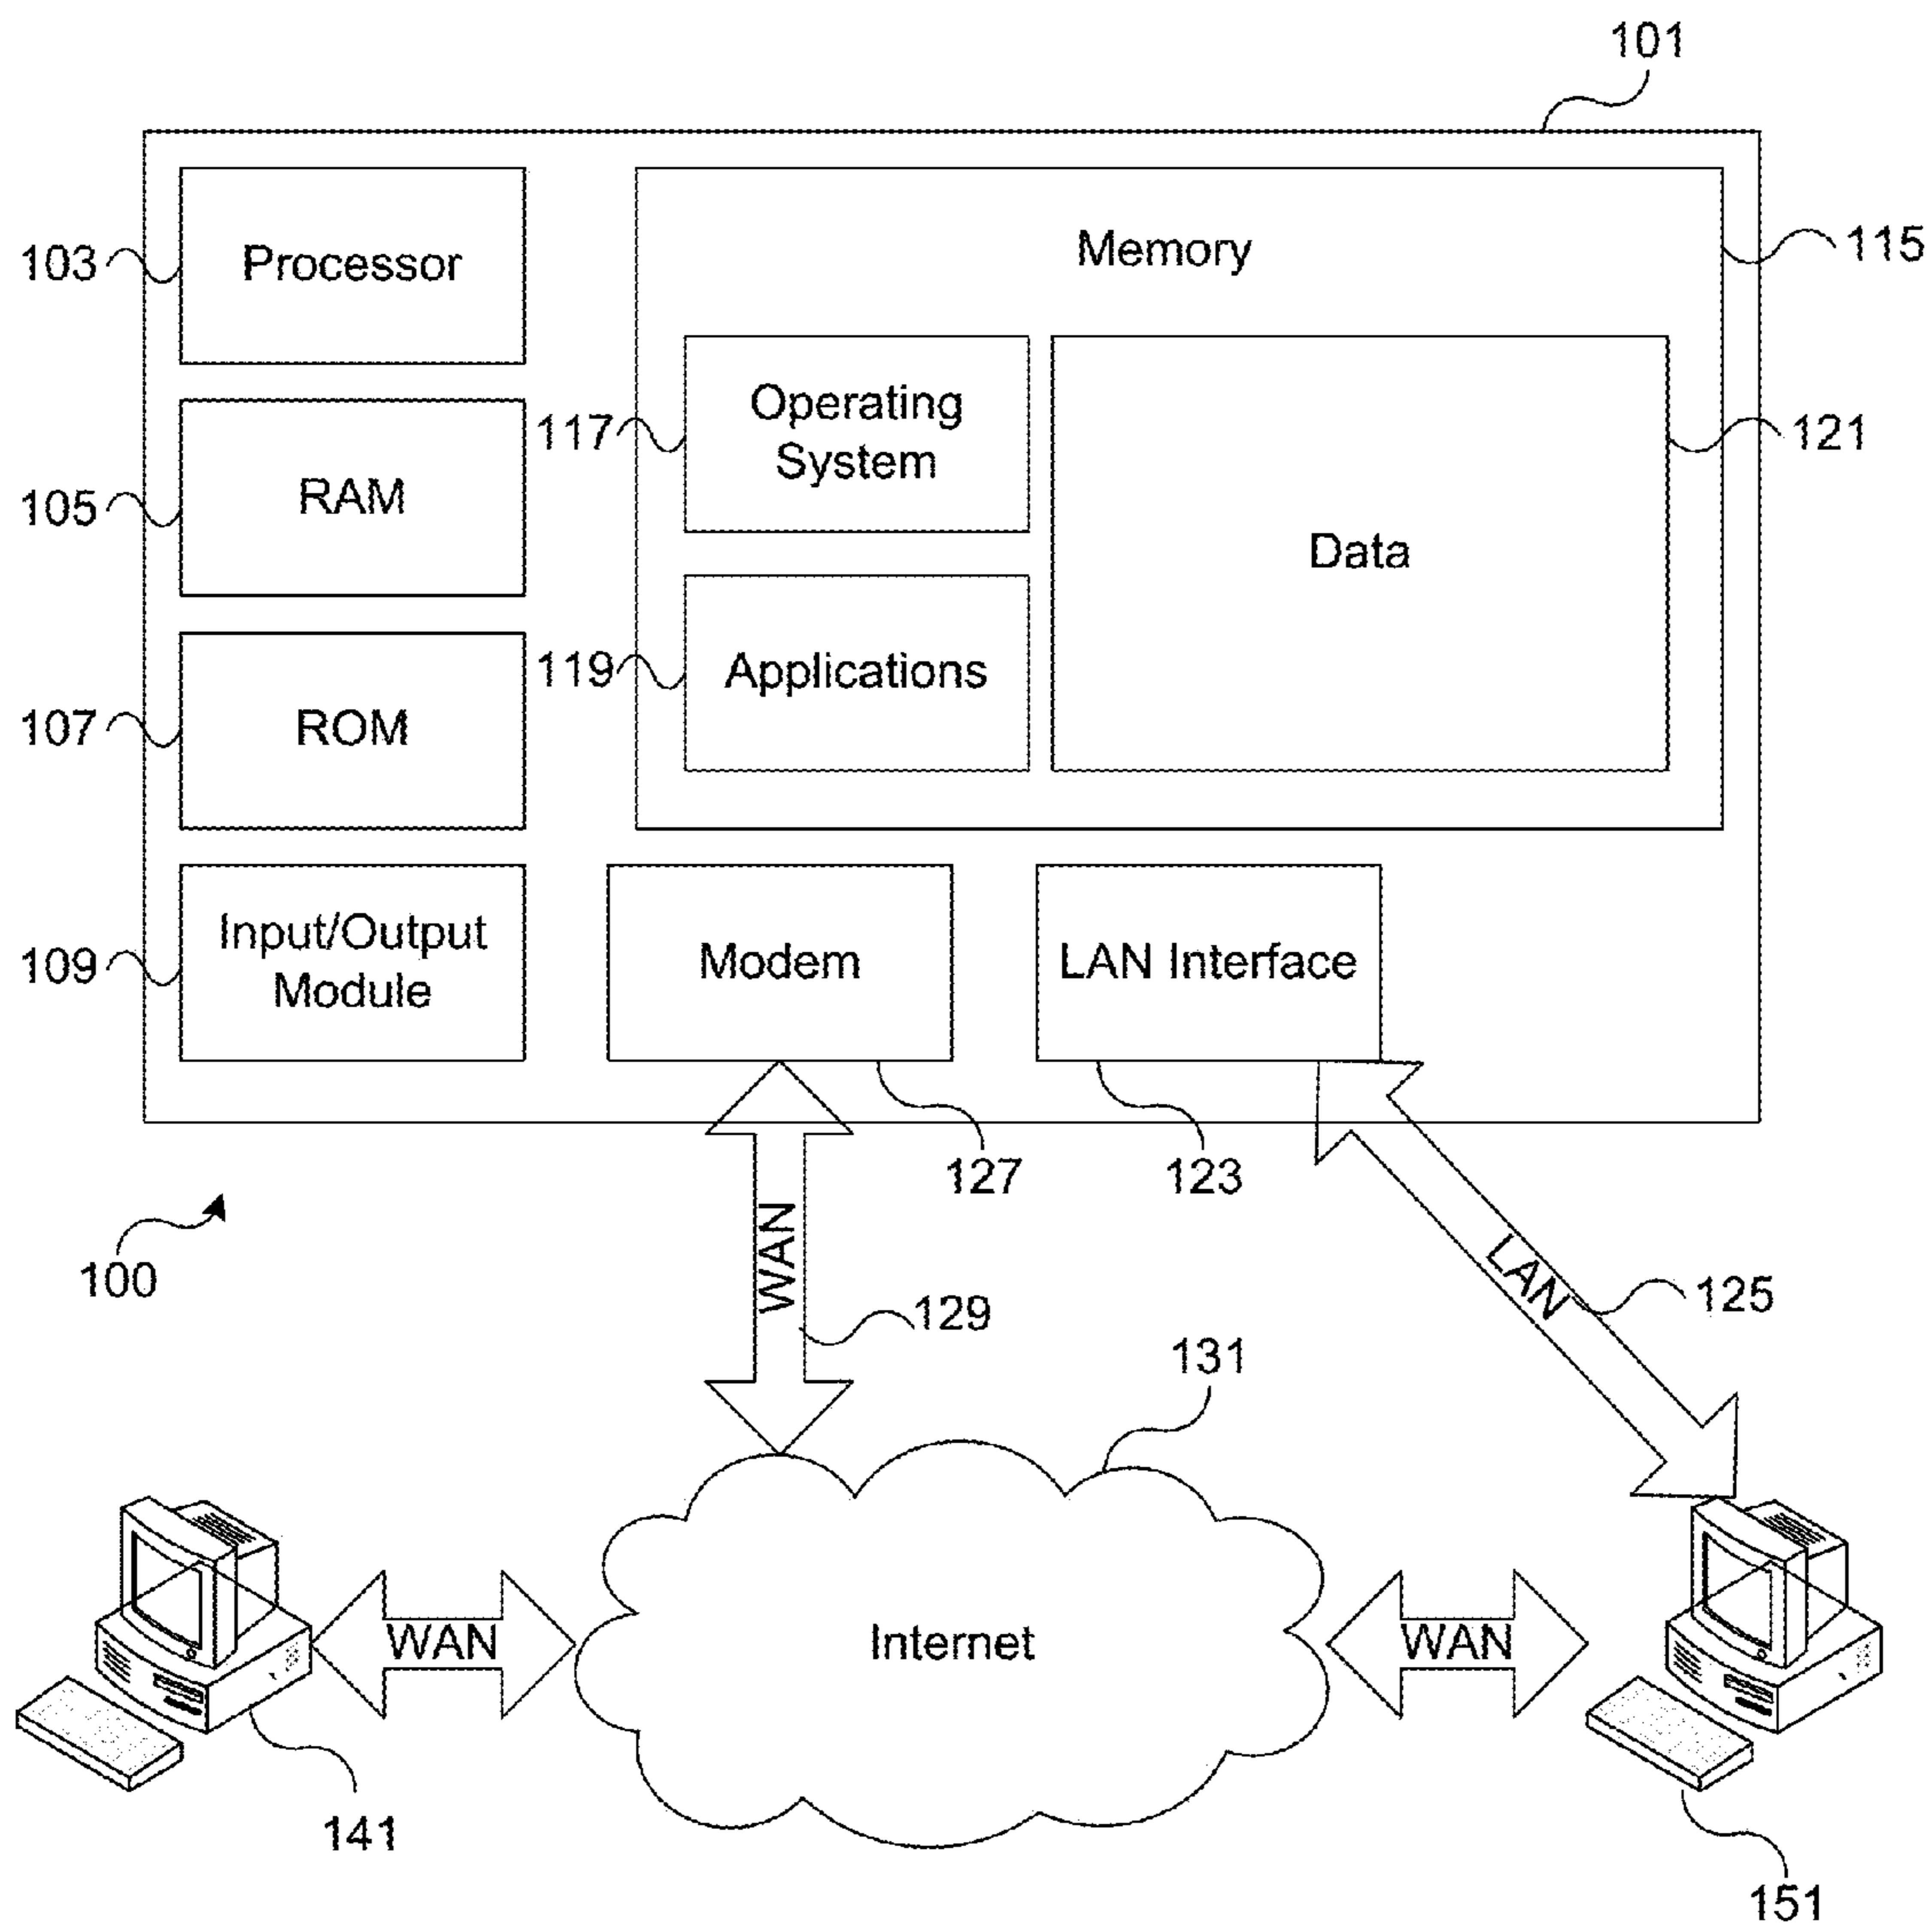 101
103
Processor
Memory
115
117
Operating
System
121
105
RAM
Data
119
Applications
107
ROM
109
Input/Output
Module
Modem
LAN Interface
127
123
100
WAN
129
LAN
125
131
WAN
Internet
WAN
141
151